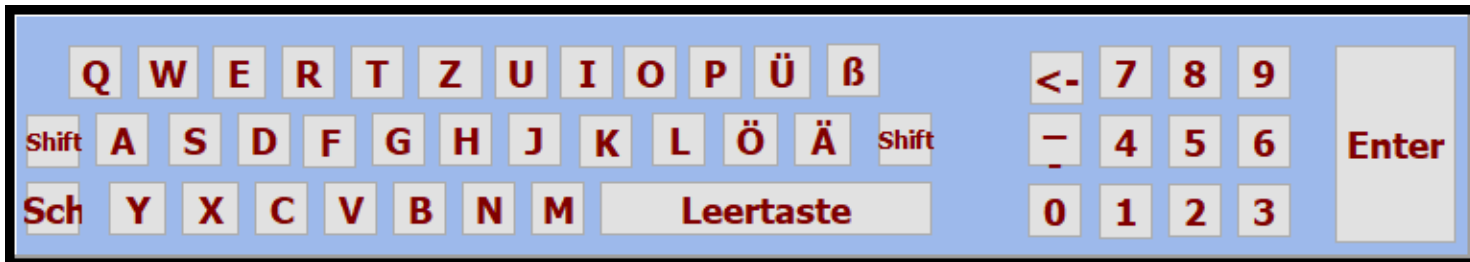 Q W E R T Z U I O P Ü ß <- 7 8 9
Shift A S D F G H J K L Ö Ä Shift 4 5 6 Enter
Sch Y X C V B N M Leertaste 0 1 2 3